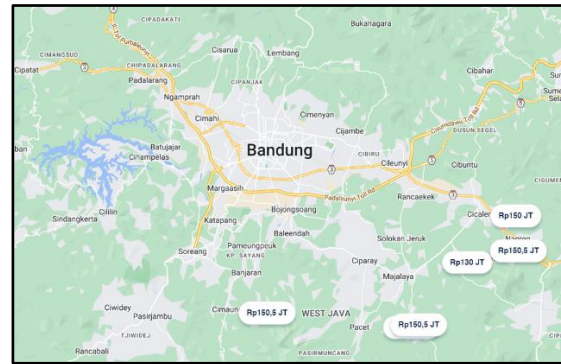 CIPADAKATI
Bukanagara
CIMANGSUD
Cisarua
Lembang
CHIPADALARANG
Cipatat
Padalarang
CIPANJAK
Cibahar
Cisumdawu Toll Rd
Ngamprah
Cimahi
Cimenyan
Cijambe
DUSUN SEGEL
Batujajar
Bandung
CIBIRU
Cileunyi
Cibuntu
Cihampelas
Margaasih
Padaleunyi Toll Rd
Rancaekek
Cililin
Sindangkerta
Katapang
Bojongsoang
Rp150 JT
Baleendah
Solokan Jeruk
Pameungpeuk
Soreang
KP. SAYANG
Rp150,5 JT
Banjaran
Ciparay
Majalaya
Rp130 JT
Ciwidey
Pasirjambu
Rp150,5 JT
WEST JAVA
Pacet
Rp150,5 JT
TJIWIDEJ
Rancabali
PASIRMUNCANG